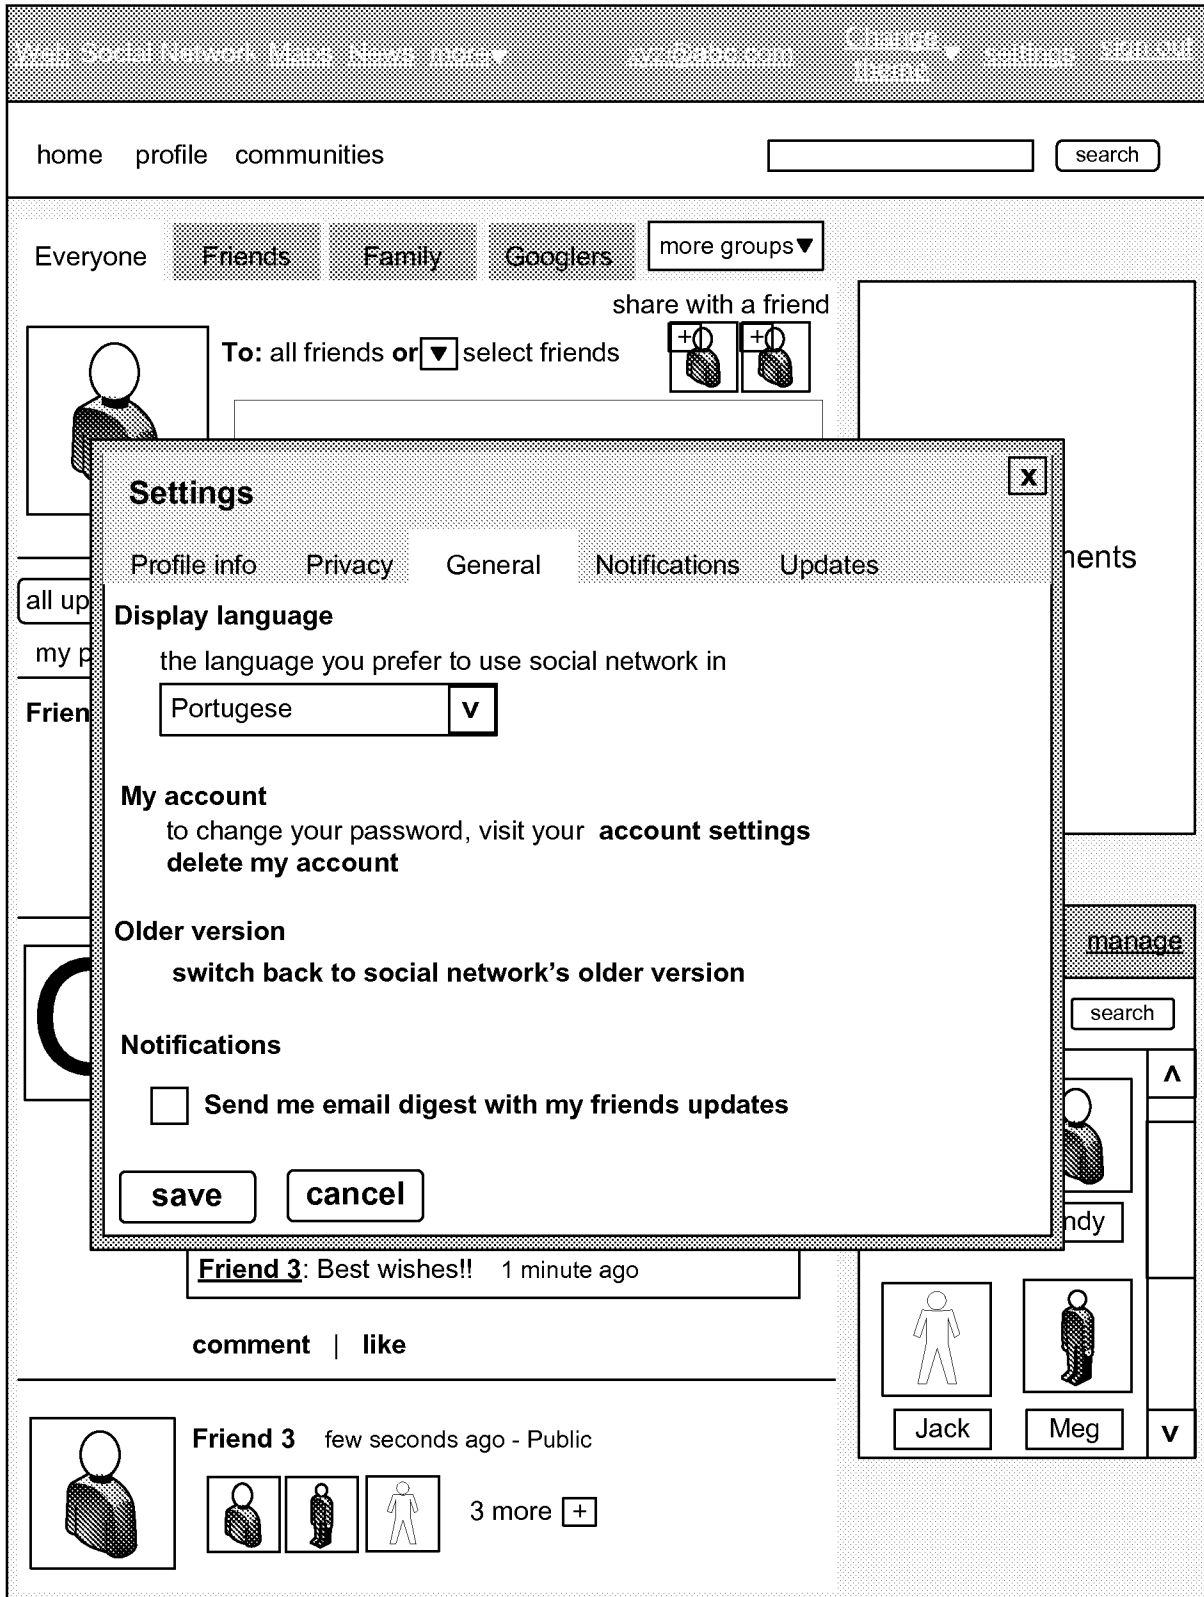 Web Social Network Maps News more▼ xyz@abc.com Change theme ▼ settings sign out
home profile communities search
Everyone Friends Family Googlers more groups▼
share with a friend
To: all friends or ▼ select friends
+ +
Settings x
Profile info Privacy General Notifications Updates
nents
all up
Display language
my p
the language you prefer to use social network in
Frien
Portugese v
My account
to change your password, visit your account settings
delete my account
Older version
manage
switch back to social network's older version
search
Notifications
Send me email digest with my friends updates
save cancel
ndy
Friend 3: Best wishes!! 1 minute ago
comment | like
Jack Meg v
Friend 3 few seconds ago - Public
3 more +